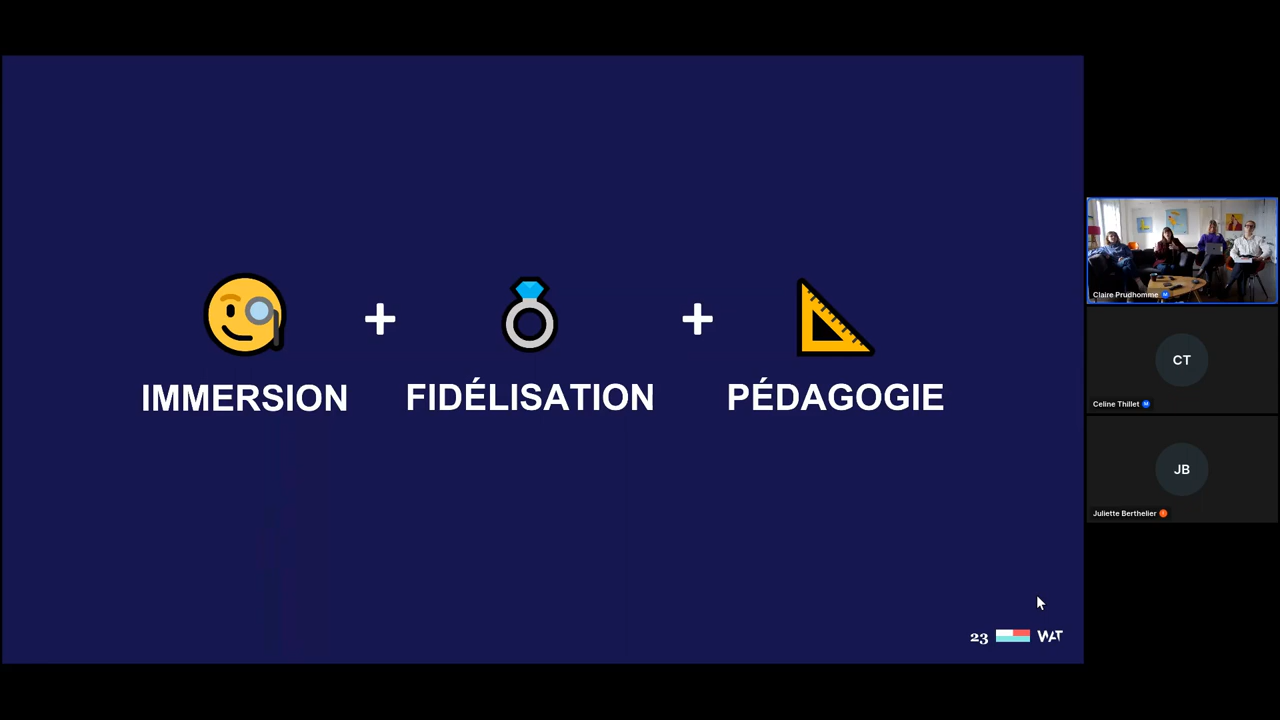 + +
IMMERSION FIDÉLISATION PÉDAGOGIE
23 WAT
Claire Prudhomme M
CT
Celine Thillet M
JB
Juliette Berthelier